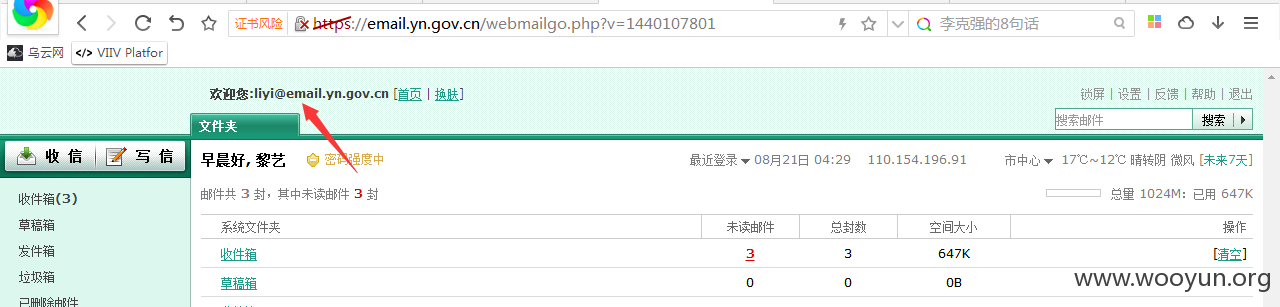 证书风险 https://email.yn.gov.cn/webmailgo.php?v=1440107801 李克强的8句话
乌云网 </> VIIV Platfor
欢迎您:liyi@email.yn.gov.cn [首页 | 换肤] 锁屏 | 设置 | 反馈 | 帮助 | 退出
文件夹 搜索邮件 搜索
收 信 写 信 早晨好, 黎艺 密码强度中 最近登录 08月21日 04:29 110.154.196.91 市中心 17℃~12℃ 晴转阴 微风 [未来7天]
邮件共 3 封，其中未读邮件 3 封 总量 1024M：已用 647K
收件箱(3)
草稿箱
发件箱
垃圾箱
已删除邮件
系统文件夹 未读邮件 总封数 空间大小 操作
收件箱 3 3 647K [清空]
草稿箱 0 0 0B
www.wooyun.org